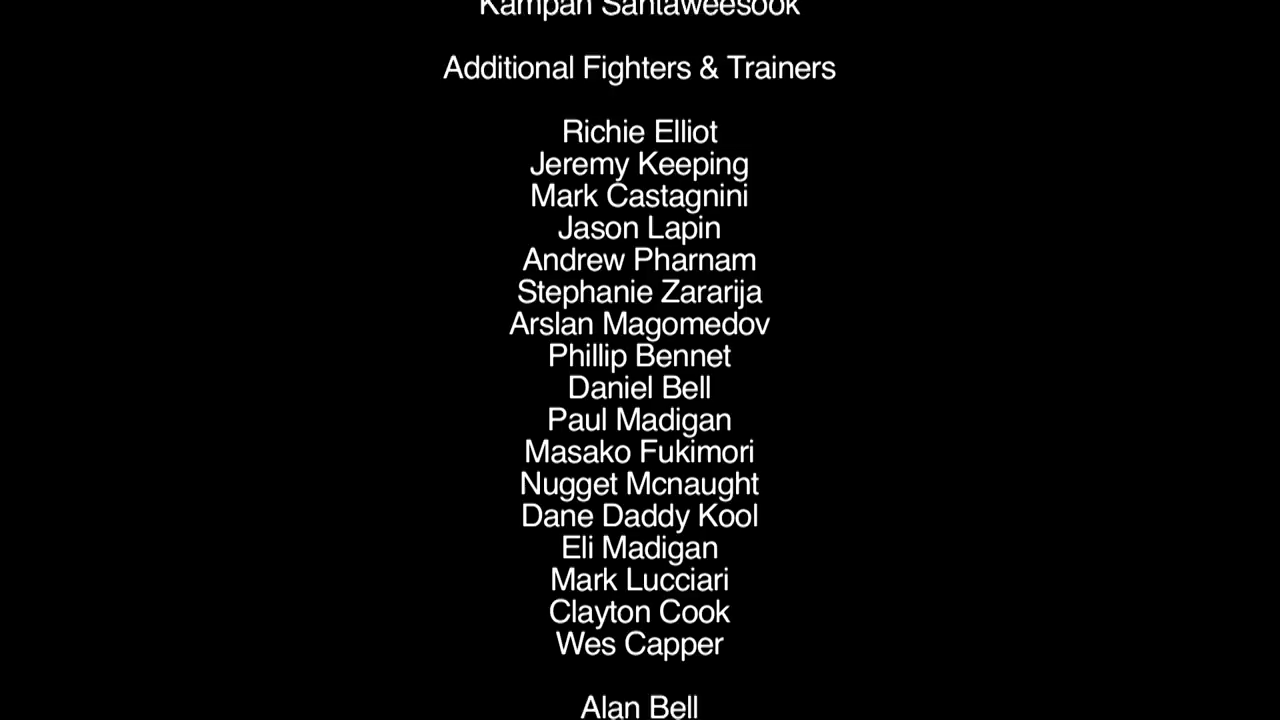 Kampan Santaweesook
Additional Fighters & Trainers
Richie Elliot
Jeremy Keeping
Mark Castagnini
Jason Lapin
Andrew Pharnam
Stephanie Zararija
Arslan Magomedov
Phillip Bennet
Daniel Bell
Paul Madigan
Masako Fukimori
Nugget Mcnaught
Dane Daddy Kool
Eli Madigan
Mark Lucciari
Clayton Cook
Wes Capper
Alan Bell